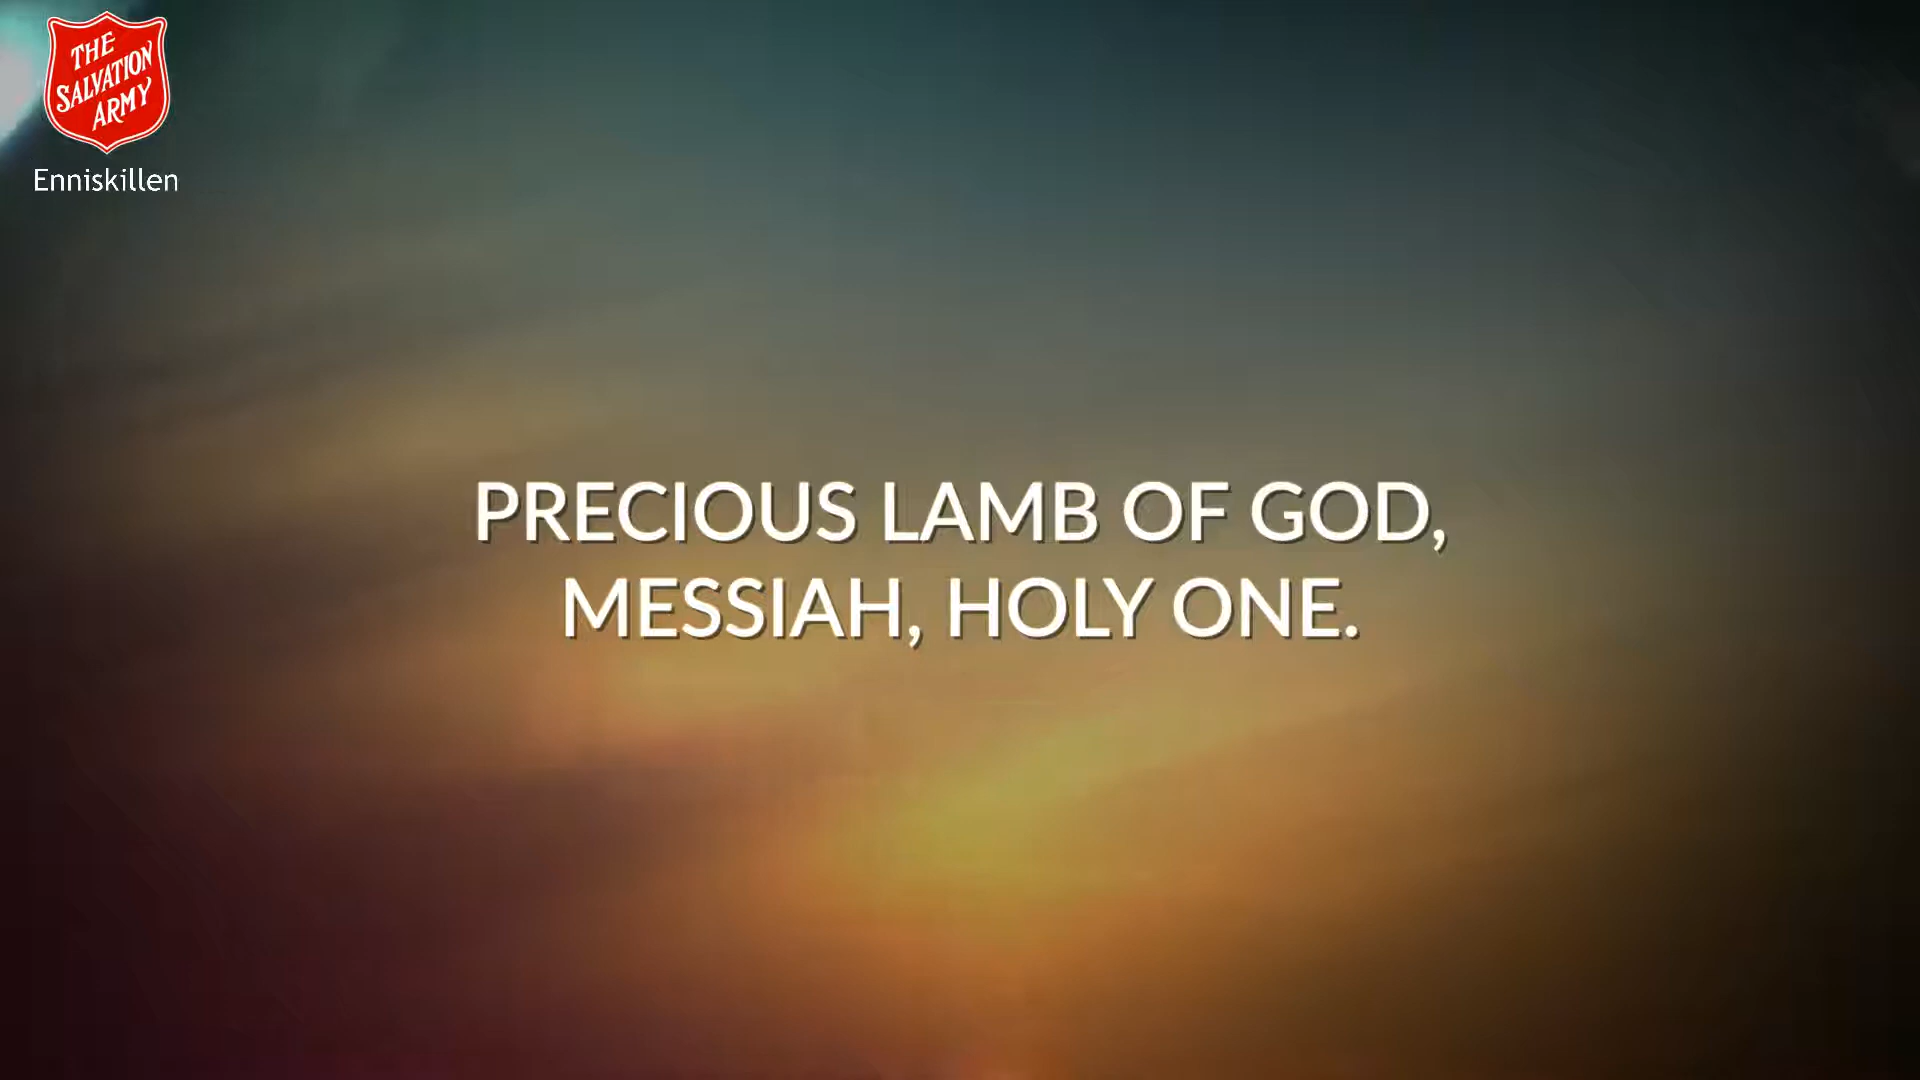 THE
SALVATION
ARMY
Enniskillen
PRECIOUS LAMB OF GOD,
MESSIAH, HOLY ONE.